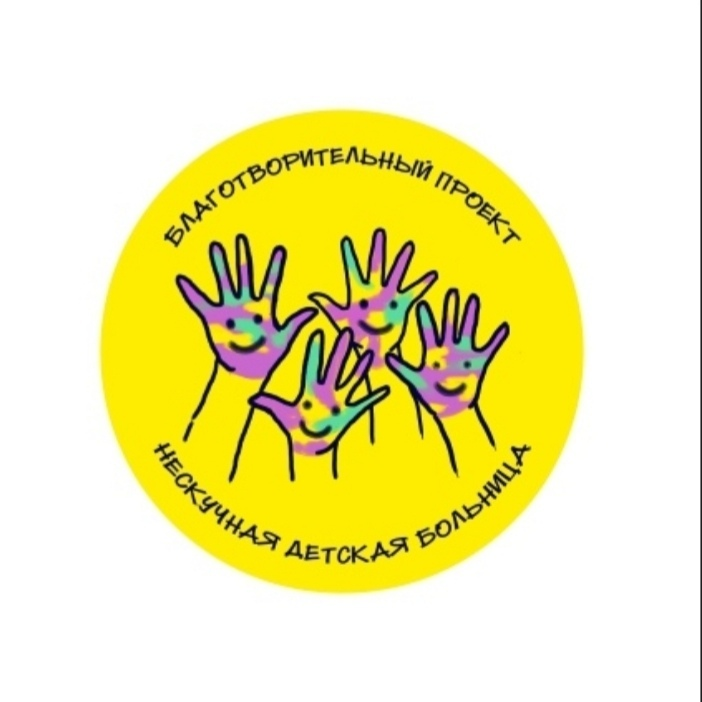 БЛАГОТВОРИТЕЛЬНЫЙ ПРОЕКТ
НЕСКУЧНАЯ ДЕТСКАЯ БОЛЬНИЦА